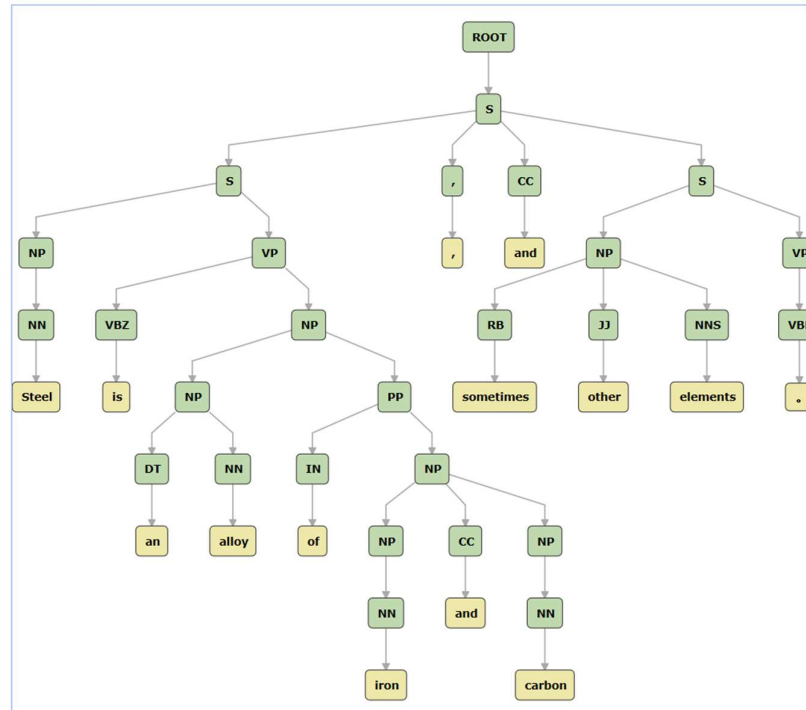 ROOT
S
S , CC S
NP VP , and NP VP
NN VBZ NP RB JJ NNS
Steel is NP PP sometimes other elements 。
DT NN IN NP
an alloy of NP CC NP
NN and NN
iron carbon